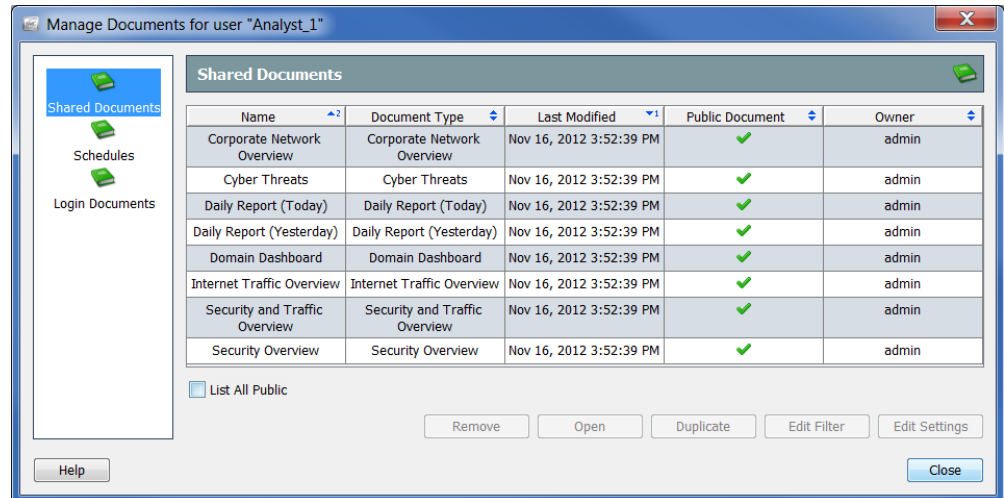 Manage Documents for user "Analyst_1"
X
Shared Documents
Schedules
Login Documents
Shared Documents
Name 2 Document Type Last Modified 1 Public Document Owner
Corporate Network Corporate Network Nov 16, 2012 3:52:39 PM admin
Overview Overview
Cyber Threats Cyber Threats Nov 16, 2012 3:52:39 PM admin
Daily Report (Today) Daily Report (Today) Nov 16, 2012 3:52:39 PM admin
Daily Report (Yesterday) Daily Report (Yesterday) Nov 16, 2012 3:52:39 PM admin
Domain Dashboard Domain Dashboard Nov 16, 2012 3:52:39 PM admin
Internet Traffic Overview Internet Traffic Overview Nov 16, 2012 3:52:39 PM admin
Security and Traffic Security and Traffic Nov 16, 2012 3:52:39 PM admin
Overview Overview
Security Overview Security Overview Nov 16, 2012 3:52:39 PM admin
List All Public
Remove Open Duplicate Edit Filter Edit Settings
Help Close